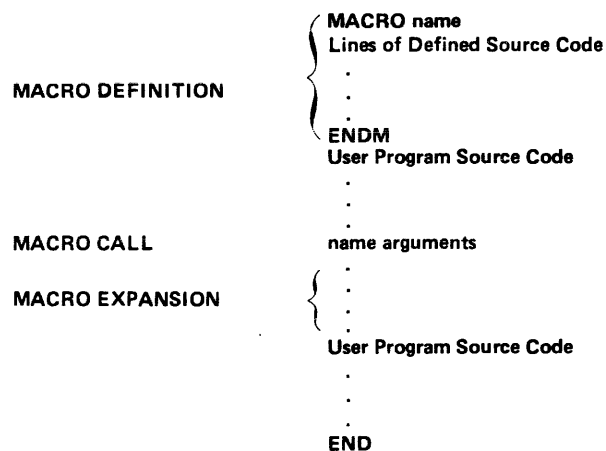 MACRO name
Lines of Defined Source Code
MACRO DEFINITION
.
.
.
ENDM
User Program Source Code
.
.
.
MACRO CALL name arguments
.
MACRO EXPANSION .
.
.
User Program Source Code
.
.
.
END